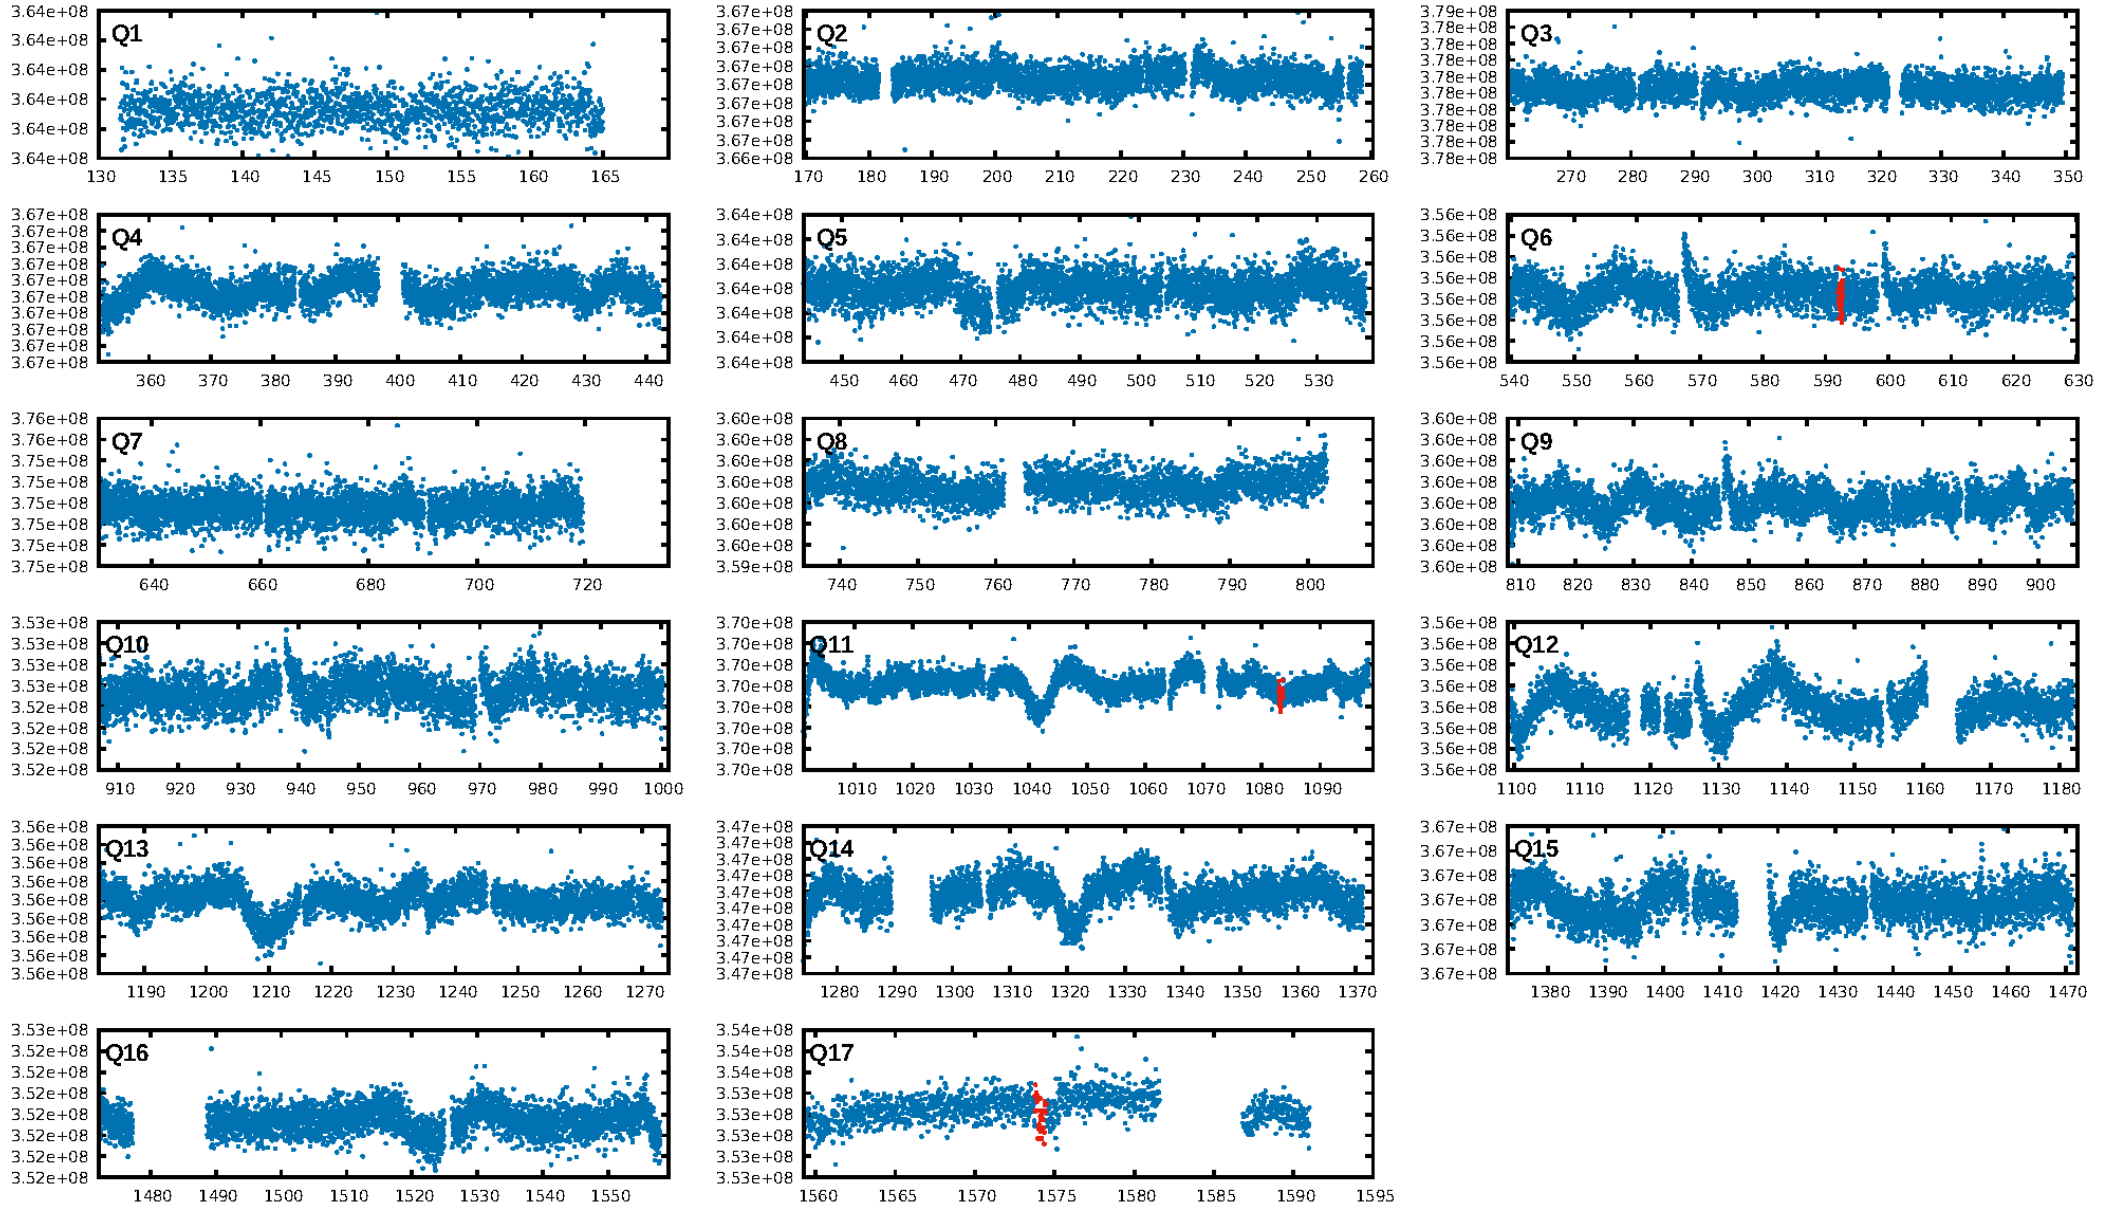 Q1
3.64e+08
3.64e+08
3.64e+08
3.64e+08
3.64e+08
3.64e+08
130 135 140 145 150 155 160 165
Q2
3.67e+08
3.67e+08
3.67e+08
3.67e+08
3.67e+08
3.67e+08
3.67e+08
3.67e+08
3.66e+08
170 180 190 200 210 220 230 240 250 260
Q3
3.79e+08
3.78e+08
3.78e+08
3.78e+08
3.78e+08
3.78e+08
3.78e+08
3.78e+08
3.78e+08
3.78e+08
270 280 290 300 310 320 330 340 350
Q4
3.67e+08
3.67e+08
3.67e+08
3.67e+08
3.67e+08
3.67e+08
3.67e+08
3.67e+08
3.67e+08
3.67e+08
360 370 380 390 400 410 420 430 440
Q5
3.64e+08
3.64e+08
3.64e+08
3.64e+08
3.64e+08
3.64e+08
3.64e+08
450 460 470 480 490 500 510 520 530
Q6
3.56e+08
3.56e+08
3.56e+08
3.56e+08
3.56e+08
3.56e+08
3.56e+08
3.56e+08
540 550 560 570 580 590 600 610 620 630
Q7
3.76e+08
3.76e+08
3.75e+08
3.75e+08
3.75e+08
3.75e+08
3.75e+08
3.75e+08
640 660 680 700 720
Q8
3.60e+08
3.60e+08
3.60e+08
3.60e+08
3.60e+08
3.60e+08
3.60e+08
3.59e+08
740 750 760 770 780 790 800
Q9
3.60e+08
3.60e+08
3.60e+08
3.60e+08
3.60e+08
3.60e+08
3.60e+08
3.60e+08
810 820 830 840 850 860 870 880 890 900
Q10
3.53e+08
3.53e+08
3.53e+08
3.53e+08
3.52e+08
3.52e+08
3.52e+08
3.52e+08
910 920 930 940 950 960 970 980 990 1000
Q11
3.70e+08
3.70e+08
3.70e+08
3.70e+08
3.70e+08
3.70e+08
3.70e+08
3.70e+08
1010 1020 1030 1040 1050 1060 1070 1080 1090
Q12
3.56e+08
3.56e+08
3.56e+08
3.56e+08
3.56e+08
3.56e+08
3.56e+08
3.56e+08
1100 1110 1120 1130 1140 1150 1160 1170 1180
Q13
3.56e+08
3.56e+08
3.56e+08
3.56e+08
3.56e+08
3.56e+08
3.56e+08
3.56e+08
3.56e+08
1190 1200 1210 1220 1230 1240 1250 1260 1270
Q14
3.47e+08
3.47e+08
3.47e+08
3.47e+08
3.47e+08
3.47e+08
3.47e+08
3.47e+08
3.47e+08
3.47e+08
1280 1290 1300 1310 1320 1330 1340 1350 1360 1370
Q15
3.67e+08
3.67e+08
3.67e+08
3.67e+08
3.67e+08
3.67e+08
3.67e+08
1380 1390 1400 1410 1420 1430 1440 1450 1460 1470
Q16
3.53e+08
3.52e+08
3.52e+08
3.52e+08
3.52e+08
3.52e+08
3.52e+08
3.52e+08
1480 1490 1500 1510 1520 1530 1540 1550
Q17
3.54e+08
3.54e+08
3.54e+08
3.53e+08
3.53e+08
3.53e+08
3.53e+08
3.53e+08
1560 1565 1570 1575 1580 1585 1590 1595